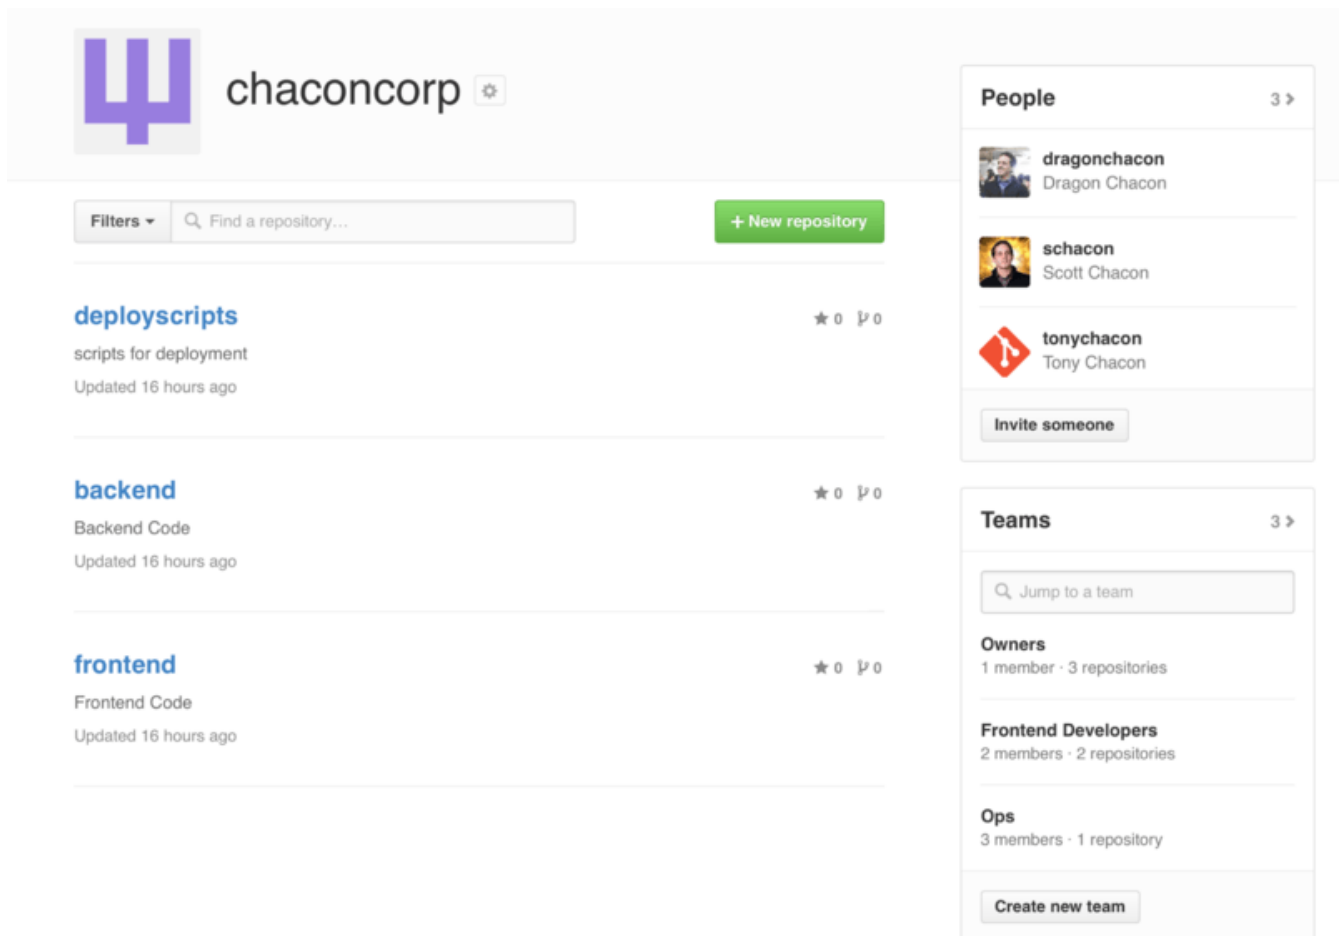 chaconcorp
Filters
Find a repository...
+ New repository
deployscripts
0 0
scripts for deployment
Updated 16 hours ago
backend
0 0
Backend Code
Updated 16 hours ago
frontend
0 0
Frontend Code
Updated 16 hours ago
People 3 >
dragonchacon
Dragon Chacon
schacon
Scott Chacon
tonychacon
Tony Chacon
Invite someone
Teams 3 >
Jump to a team
Owners
1 member · 3 repositories
Frontend Developers
2 members · 2 repositories
Ops
3 members · 1 repository
Create new team